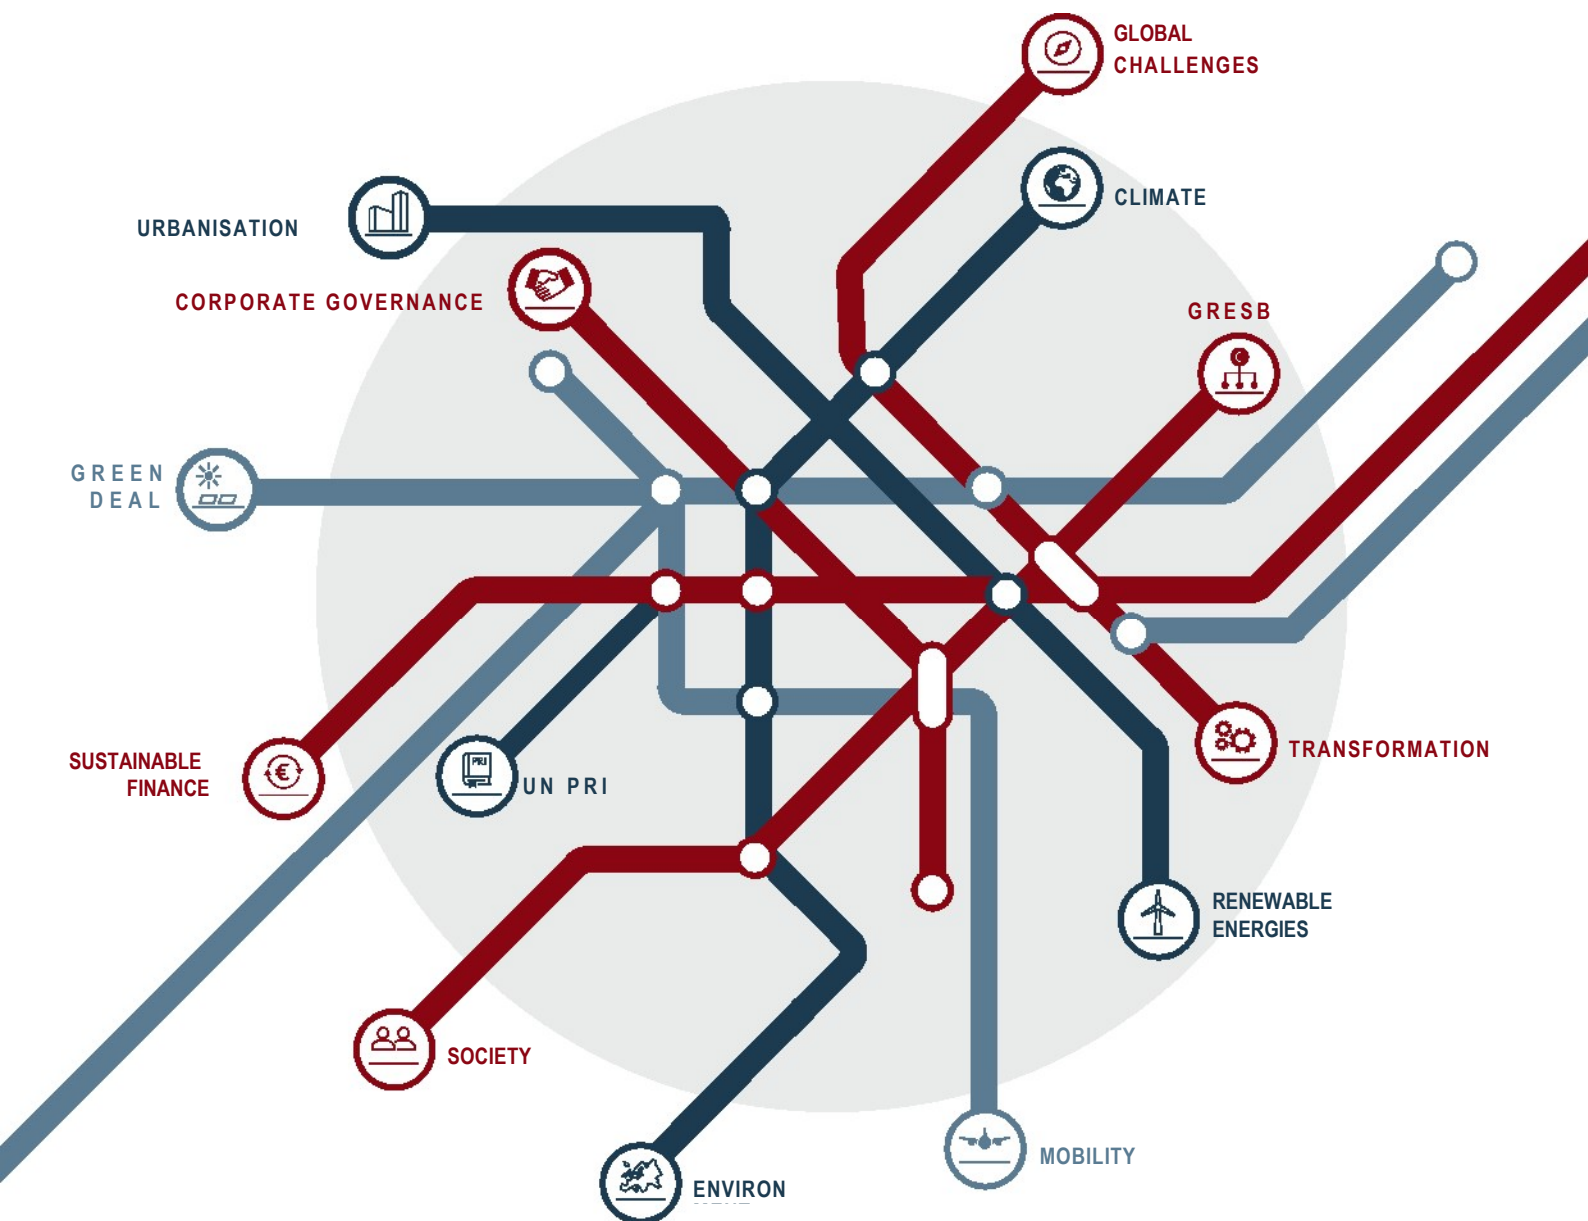 GLOBAL
CHALLENGES
CLIMATE
URBANISATION
CORPORATE GOVERNANCE
GRESB
GREEN
DEAL
SUSTAINABLE
FINANCE
PRI
UN PRI
TRANSFORMATION
RENEWABLE
ENERGIES
SOCIETY
MOBILITY
ENVIRON